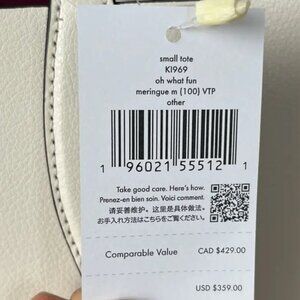 small tote
KI969
oh what fun
meringue m (100) VTP
other
1 96021 55512 1
Take good care. Here's how.
Prenez-en bien soin. Voici comment.
请妥善维护。这里是具体做法。
お手入れ方法はこちらをご覧ください。
Comparable Value CAD $429.00
USD $359.00